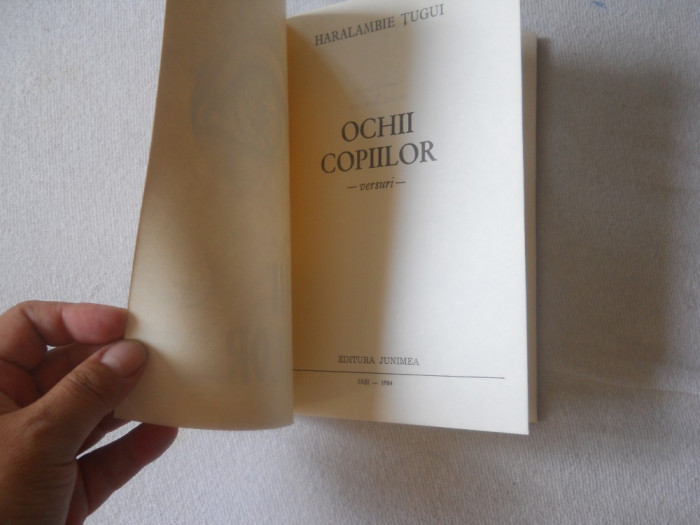 HARALAMBIE ȚUGUI
OCHII
COPIILOR
— versuri —
EDITURA JUNIMEA
IAȘI — 1984